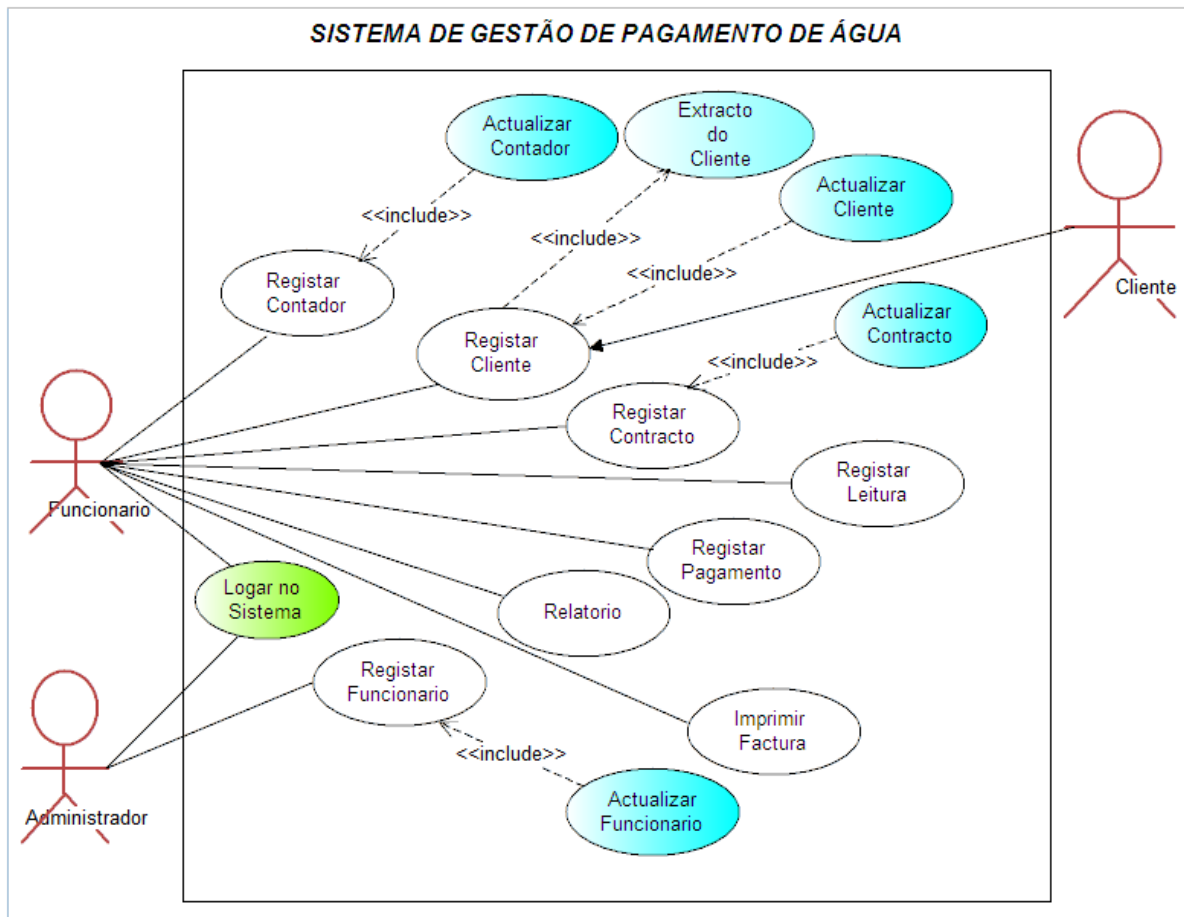 SISTEMA DE GESTÃO DE PAGAMENTO DE ÁGUA
Actualizar
Contador
Extracto
do
Cliente
Actualizar
Cliente
<<include>>
<<include>>
<<include>>
Registar
Contador
Cliente
Actualizar
Contracto
Registar
Cliente
<<include>>
Registar
Contracto
Registar
Leitura
Funcionario
Registar
Pagamento
Logar no
Sistema
Relatorio
Registar
Funcionario
Imprimir
Factura
<<include>>
Administrador
Actualizar
Funcionario